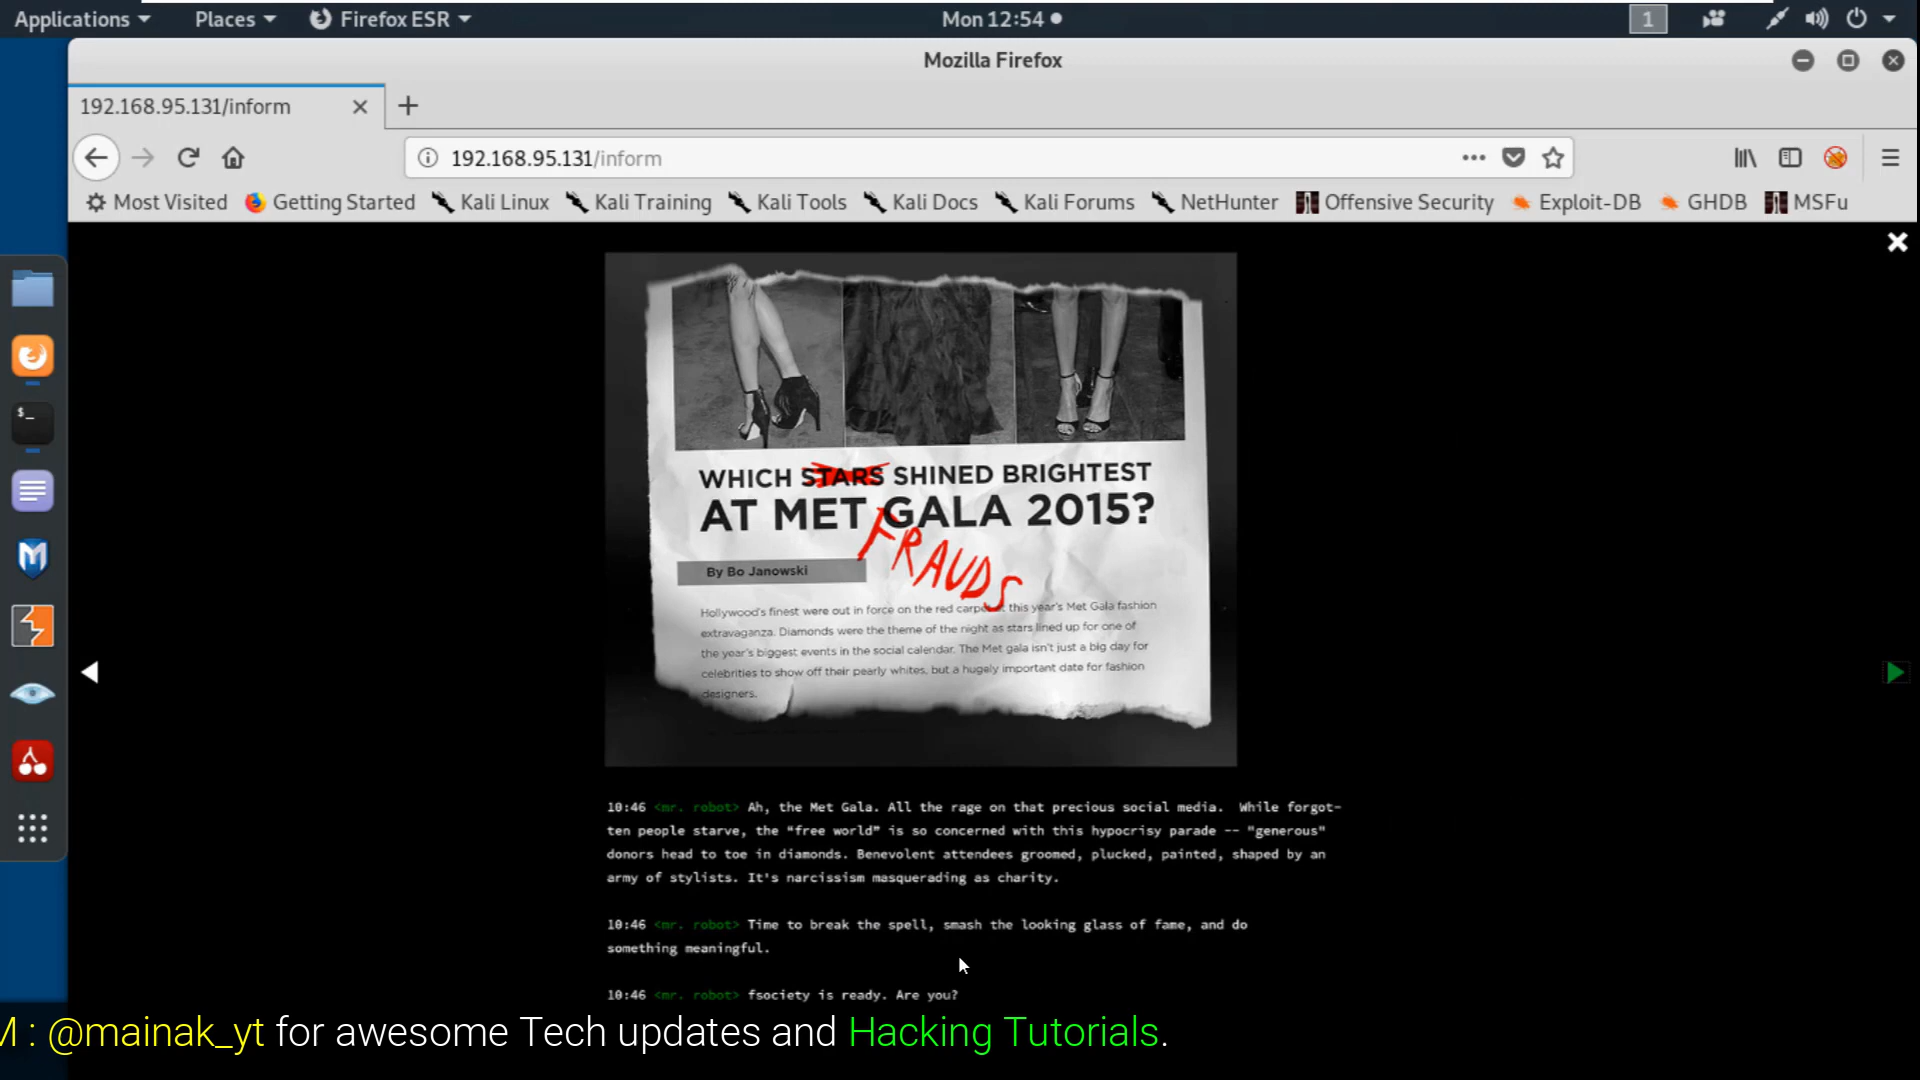 Applications Places Firefox ESR Mon 12:54 1
Mozilla Firefox
192.168.95.131/inform
192.168.95.131/inform
Most Visited Getting Started Kali Linux Kali Training Kali Tools Kali Docs Kali Forums NetHunter Offensive Security Exploit-DB GHDB MSFu
WHICH STARS SHINED BRIGHTEST
AT MET GALA 2015?
FRAUDS
By Bo Janowski
Hollywood's finest were out in force on the red carpet at this year's Met Gala fashion
extravaganza. Diamonds were the theme of the night as stars lined up for one of
the year's biggest events in the social calendar. The Met gala isn't just a big day for
celebrities to show off their pearly whites, but a hugely important date for fashion
designers.
10:46 <mr. robot> Ah, the Met Gala. All the rage on that precious social media. While forgot-
ten people starve, the “free world” is so concerned with this hypocrisy parade -- "generous"
donors head to toe in diamonds. Benevolent attendees groomed, plucked, painted, shaped by an
army of stylists. It's narcissism masquerading as charity.
10:46 <mr. robot> Time to break the spell, smash the looking glass of fame, and do
something meaningful.
10:46 <mr. robot> fsociety is ready. Are you?
M : @mainak_yt for awesome Tech updates and Hacking Tutorials.